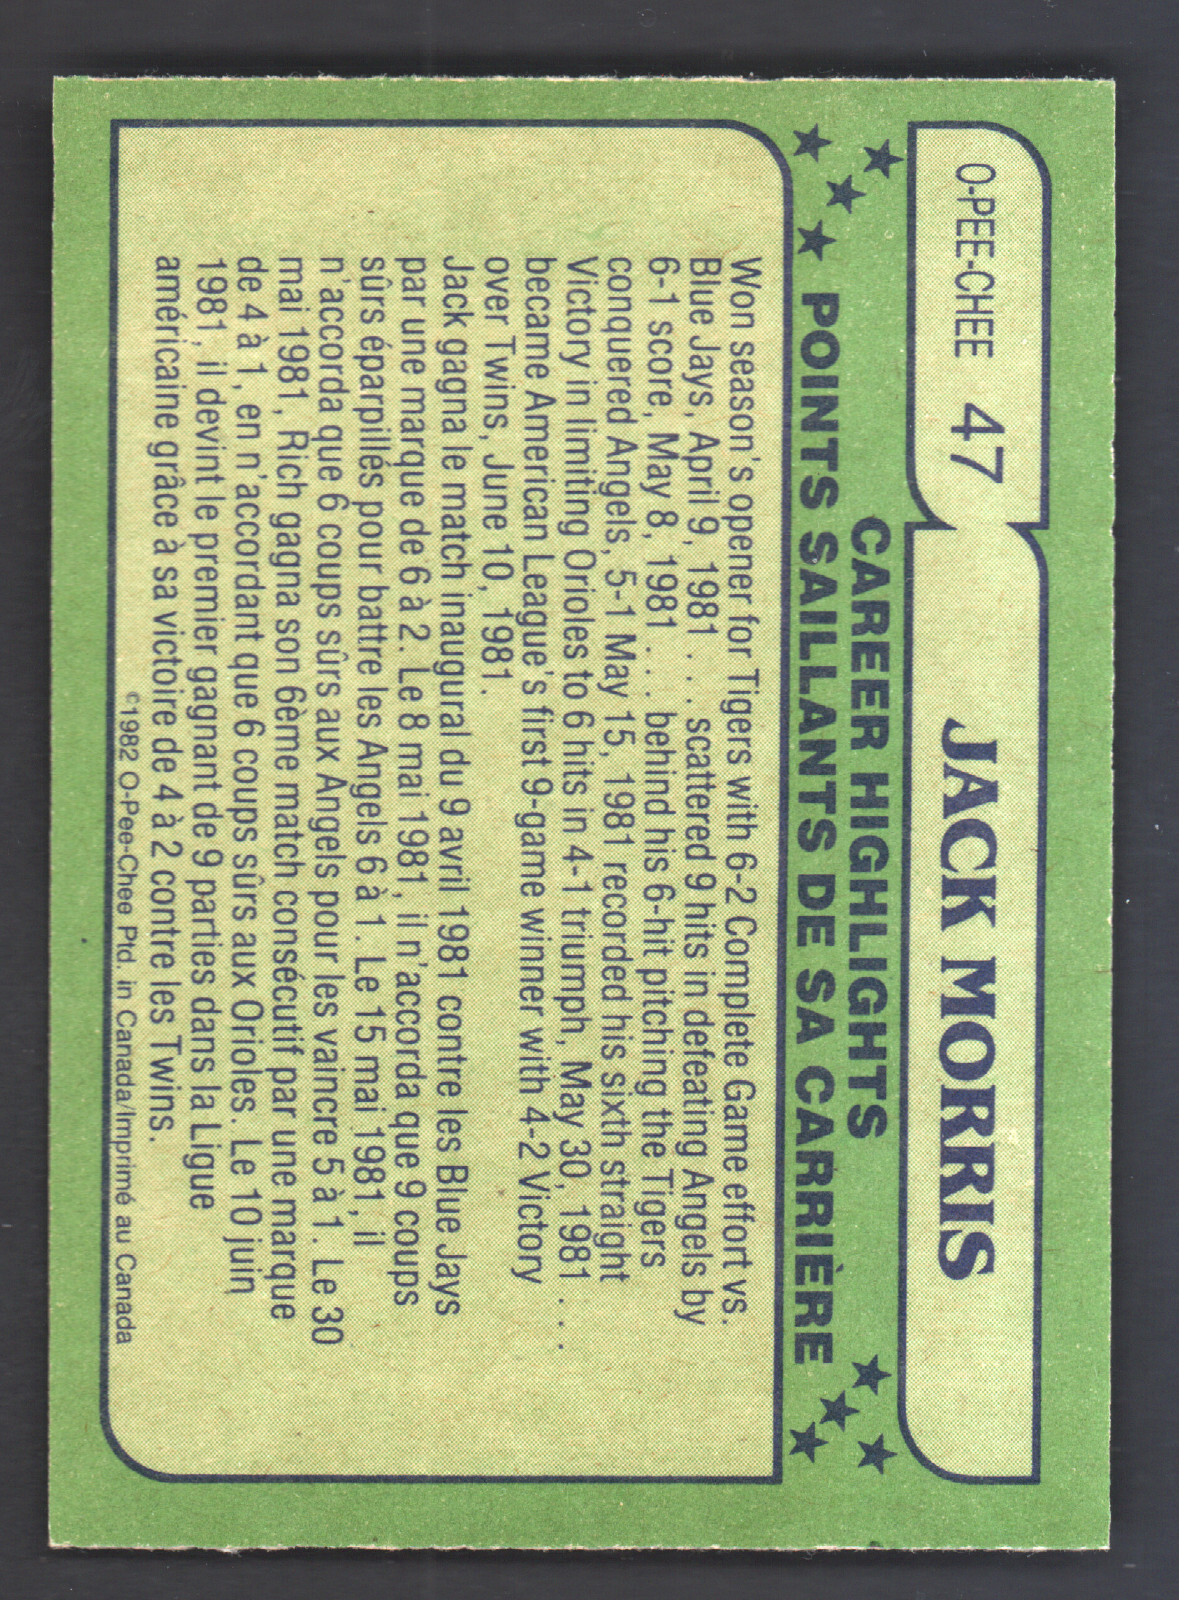 O-PEE-CHEE 47 JACK MORRIS
CAREER HIGHLIGHTS
POINTS SAILLANTS DE SA CARRIÈRE
Won season's opener for Tigers with 6-2 Complete Game effort vs.
Blue Jays, April 9, 1981 . . . scattered 9 hits in defeating Angels by
6-1 score, May 8, 1981 . . . behind his 6-hit pitching the Tigers
conquered Angels, 5-1 May 15, 1981 recorded his sixth straight
Victory in limiting Orioles to 6 hits in 4-1 triumph, May 30, 1981 . . .
became American League's first 9-game winner with 4-2 Victory
over Twins, June 10, 1981.
Jack gagna le match inaugural du 9 avril 1981 contre les Blue Jays
par une marque de 6 à 2. Le 8 mai 1981, il n'accorda que 9 coups
sûrs éparpillés pour battre les Angels 6 à 1. Le 15 mai 1981, il
n'accorda que 6 coups sûrs aux Angels pour les vaincre 5 à 1. Le 30
mai 1981, Rich gagna son 6ème match consécutif par une marque
de 4 à 1, en n'accordant que 6 coups sûrs aux Orioles. Le 10 juin
1981, il devint le premier gagnant de 9 parties dans la Ligue
américaine grâce à sa victoire de 4 à 2 contre les Twins.
©1982 O-Pee-Chee Ptd. in Canada/Imprimé au Canada